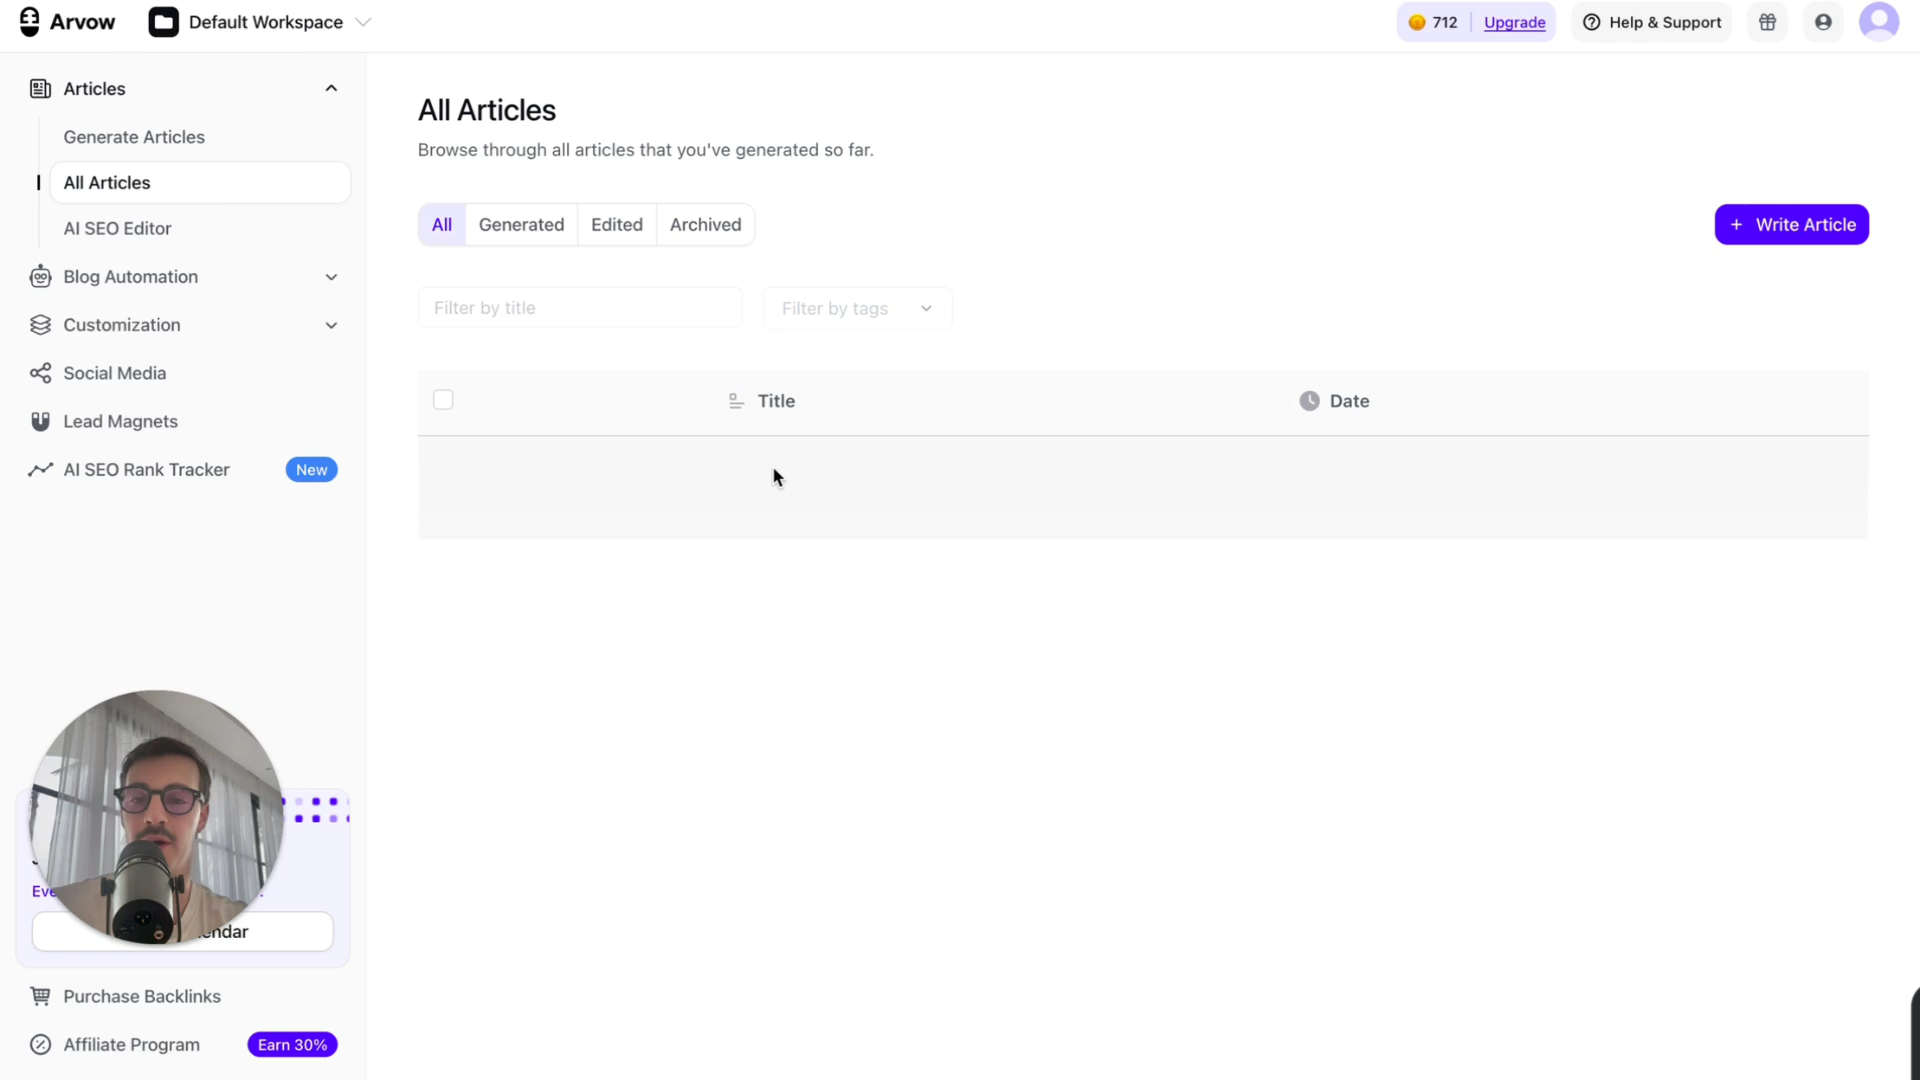 Arvow
Default Workspace
712
Upgrade
Help & Support
Articles
Generate Articles
All Articles
AI SEO Editor
Blog Automation
Customization
Social Media
Lead Magnets
AI SEO Rank Tracker
New
Purchase Backlinks
Affiliate Program
Earn 30%
All Articles
Browse through all articles that you've generated so far.
All
Generated
Edited
Archived
+ Write Article
Filter by title
Filter by tags
Title
Date